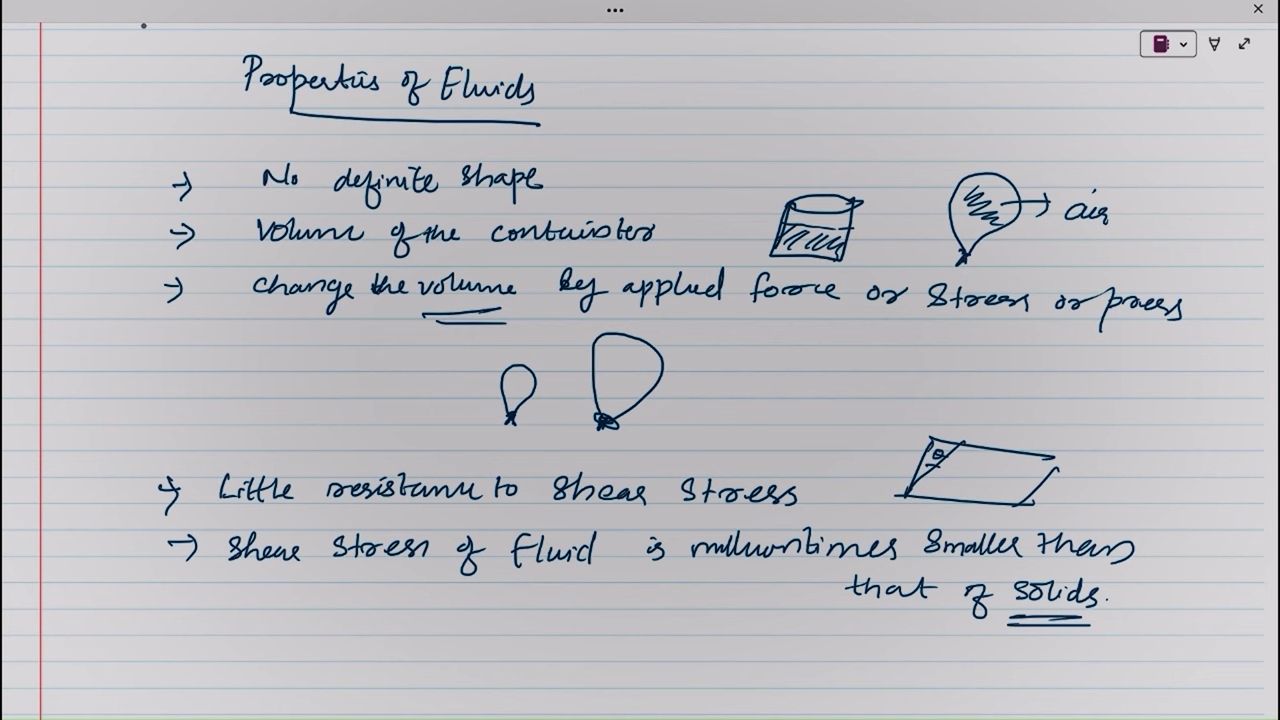 Properties of Fluids
→ No definite shape
→ Volume of the container
→ air
→ change the volume by applied force or stress or press
→ Little resistance to shear stress
θ
→ Shear stress of Fluid is million times smaller than
that of solids.